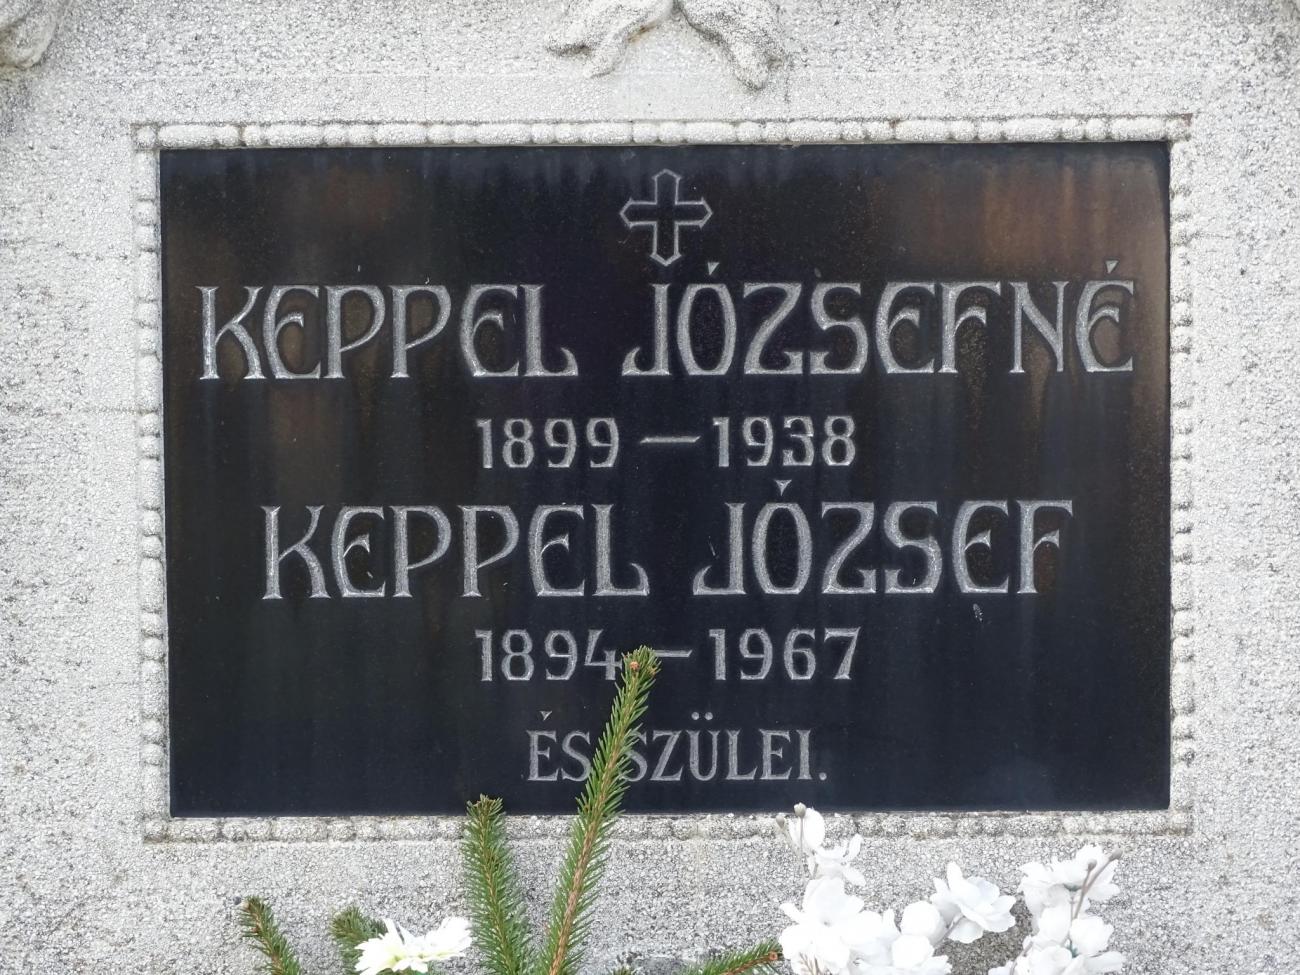 KEPPEL JÓZSEFNÉ
1899 – 1938
KEPPEL JÓZSEF
1894 – 1967
ÉS SZÜLEI.